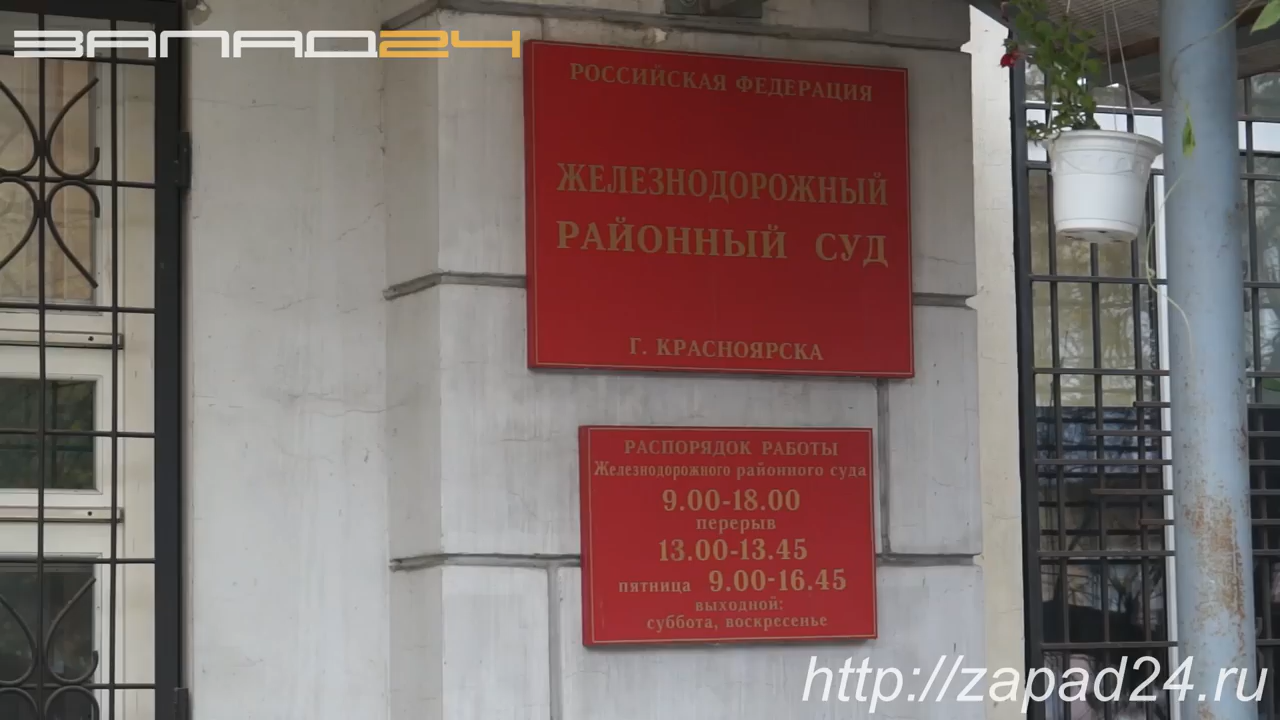 ЗАПАД24
РОССИЙСКАЯ ФЕДЕРАЦИЯ
ЖЕЛЕЗНОДОРОЖНЫЙ
РАЙОННЫЙ СУД
Г. КРАСНОЯРСКА
РАСПОРЯДОК РАБОТЫ
Железнодорожного районного суда
9.00-18.00
перерыв
13.00-13.45
пятница 9.00-16.45
выходной:
суббота, воскресенье
http://zapad24.ru